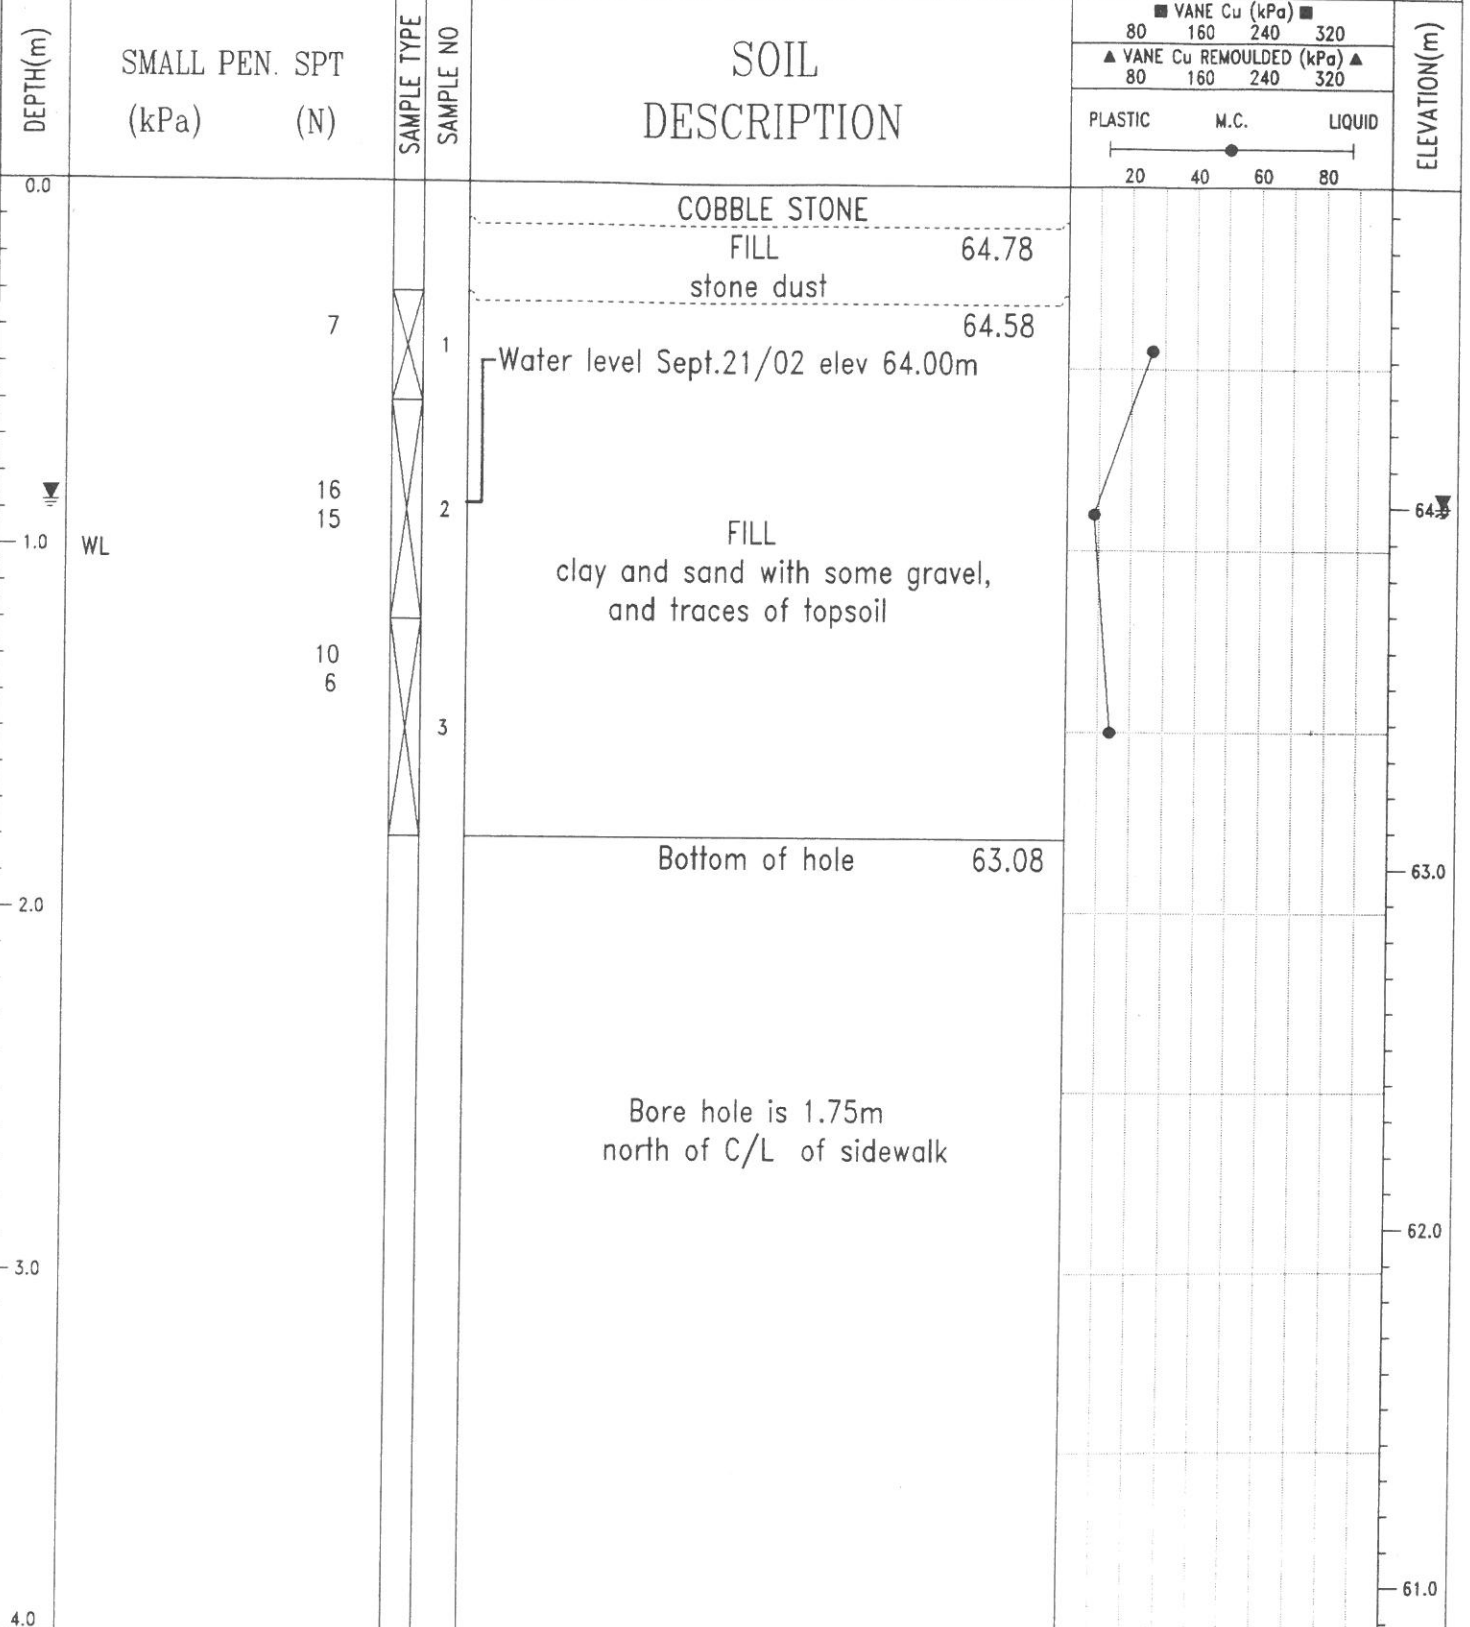 DEPTH(m)
SMALL PEN. SPT
(kPa) (N)
SAMPLE TYPE
SAMPLE NO
SOIL
DESCRIPTION
■ VANE Cu (kPa) ■
80 160 240 320
▲ VANE Cu REMOULDED (kPa) ▲
80 160 240 320
PLASTIC M.C. LIQUID
20 40 60 80
ELEVATION(m)
0.0
COBBLE STONE
FILL 64.78
stone dust
7
64.58
1
Water level Sept.21/02 elev 64.00m
16
15
2
1.0 WL
FILL
clay and sand with some gravel,
and traces of topsoil
10
6
3
Bottom of hole 63.08
63.0
2.0
Bore hole is 1.75m
north of C/L of sidewalk
62.0
3.0
61.0
4.0